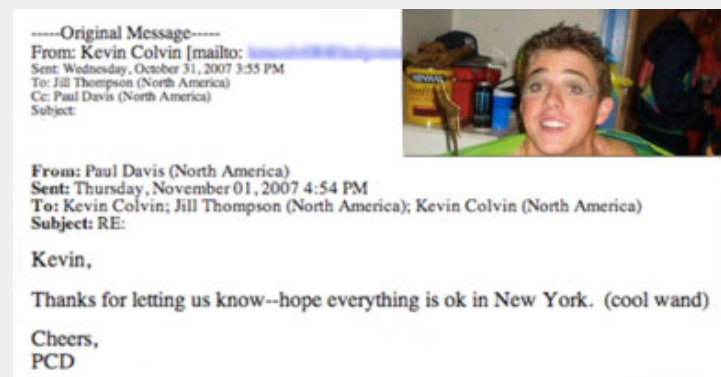 -----Original Message-----
From: Kevin Colvin [mailto:
Sent: Wednesday, October 31, 2007 3:55 PM
To: Jill Thompson (North America)
Cc: Paul Davis (North America)
Subject:
From: Paul Davis (North America)
Sent: Thursday, November 01, 2007 4:54 PM
To: Kevin Colvin; Jill Thompson (North America); Kevin Colvin (North America)
Subject: RE:
Kevin,
Thanks for letting us know--hope everything is ok in New York.  (cool wand)
Cheers,
PCD